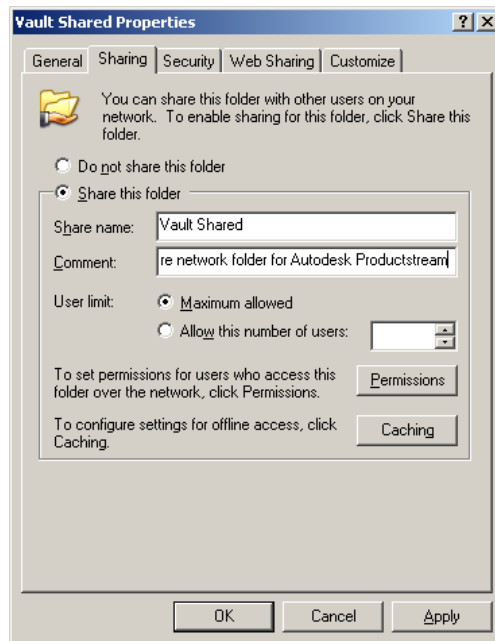 Vault Shared Properties
General Sharing Security Web Sharing Customize
You can share this folder with other users on your
network. To enable sharing for this folder, click Share this
folder.
Do not share this folder
Share this folder
Share name: Vault Shared
Comment: re network folder for Autodesk Productstream
User limit: Maximum allowed
Allow this number of users:
To set permissions for users who access this
folder over the network, click Permissions.
Permissions
To configure settings for offline access, click
Caching.
Caching
OK Cancel Apply